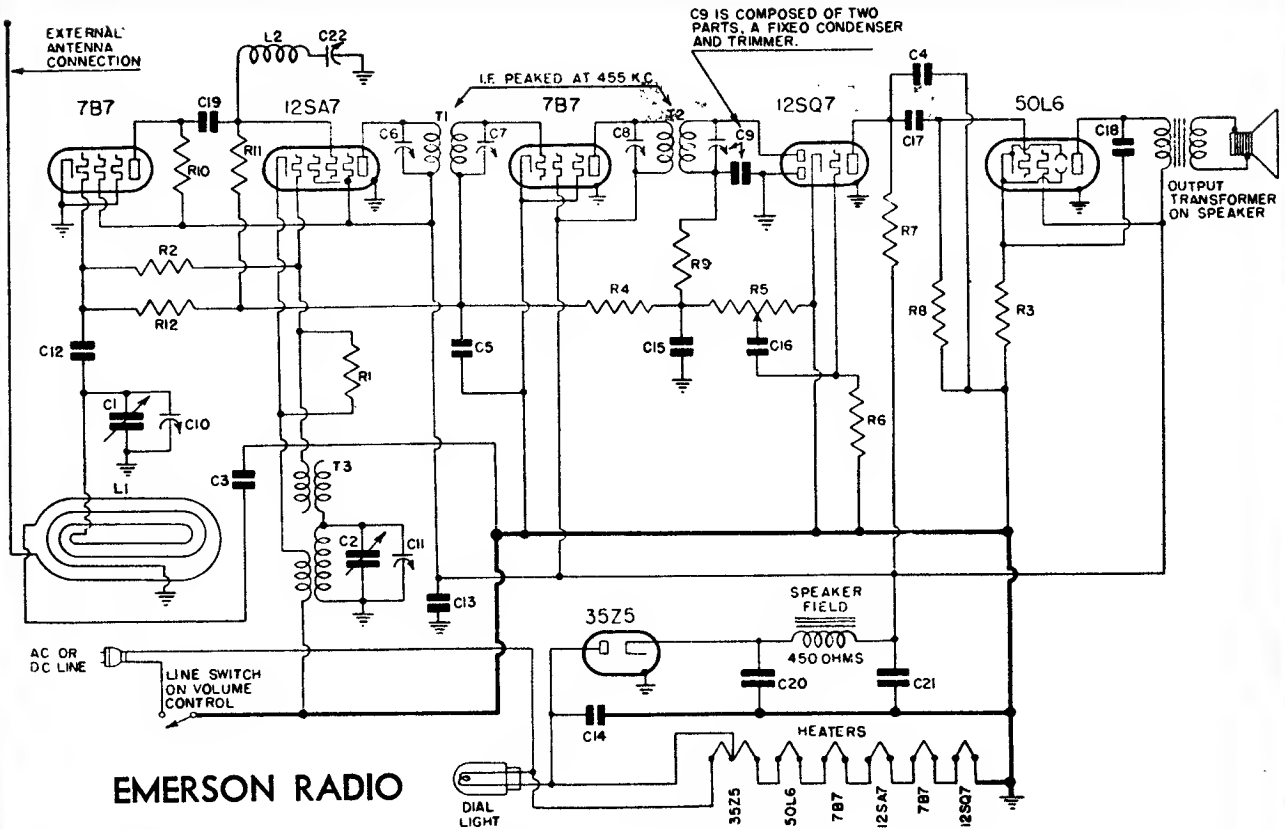 C9 IS COMPOSED OF TWO
PARTS, A FIXEO CONDENSER
AND TRIMMER.
EXTERNAL
ANTENNA
CONNECTION
L2
C22
C4
I.F. PEAKED AT 455 K.C.
7B7
C19
12SA7
T1
7B7
T2
12SQ7
50L6
C6
C7
C8
C9
C17
C18
R10
R11
OUTPUT
TRANSFORMER
ON SPEAKER
R2
R7
R9
R12
R4
R5
R8
R3
C12
C5
C15
C16
R1
C1
C10
R6
C3
T3
L1
C2
C11
C13
35Z5
SPEAKER
FIELD
450 OHMS
AC OR
DC LINE
LINE SWITCH
ON VOLUME
CONTROL
C20
C21
C14
HEATERS
EMERSON RADIO
DIAL
LIGHT
35Z5
50L6
7B7
12SA7
7B7
12SQ7